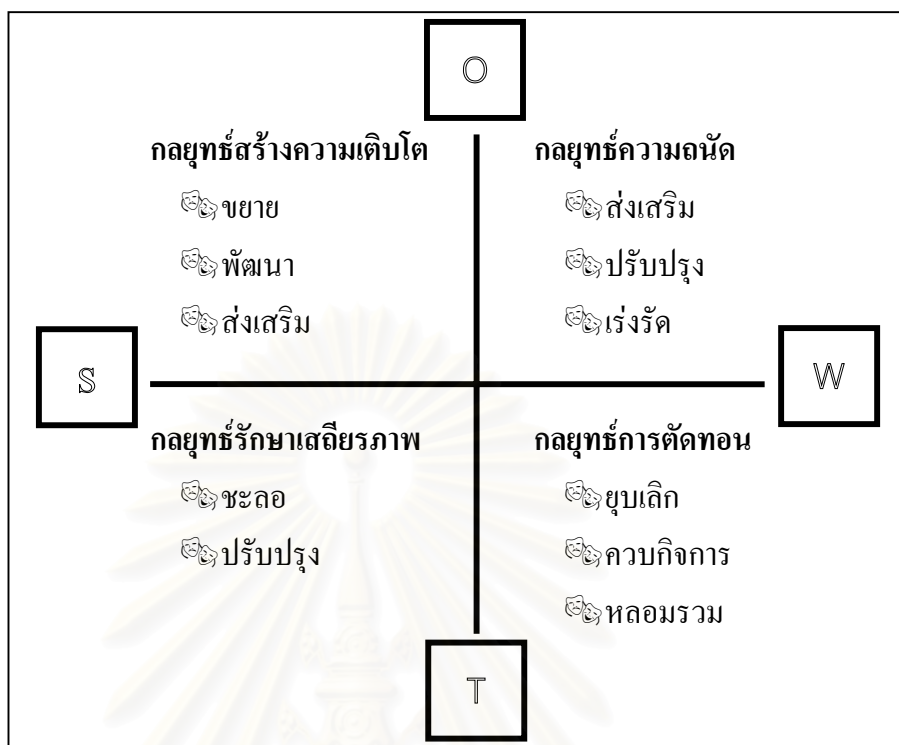 O
กลยุทธ์สร้างความเติบโต
ขยาย
พัฒนา
ส่งเสริม
กลยุทธ์ความถนัด
ส่งเสริม
ปรับปรุง
เร่งรัด
S
W
กลยุทธ์รักษาเสถียรภาพ
ชะลอ
ปรับปรุง
กลยุทธ์การตัดทอน
ยุบเลิก
ควบกิจการ
หลอมรวม
T